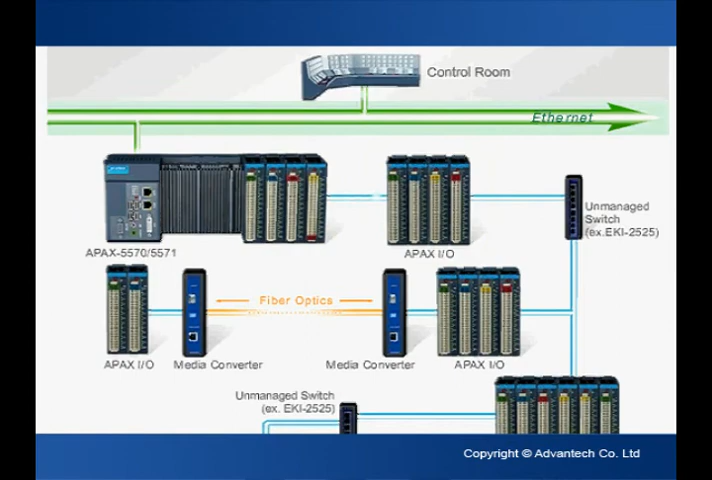 Control Room
Ethernet
Unmanaged
Switch
(ex.EKI-2525)
APAX-5570/5571
APAX I/O
Fiber Optics
APAX I/O
Media Converter
Media Converter
APAX I/O
Unmanaged Switch
(ex. EKI-2525)
Copyright © Advantech Co. Ltd